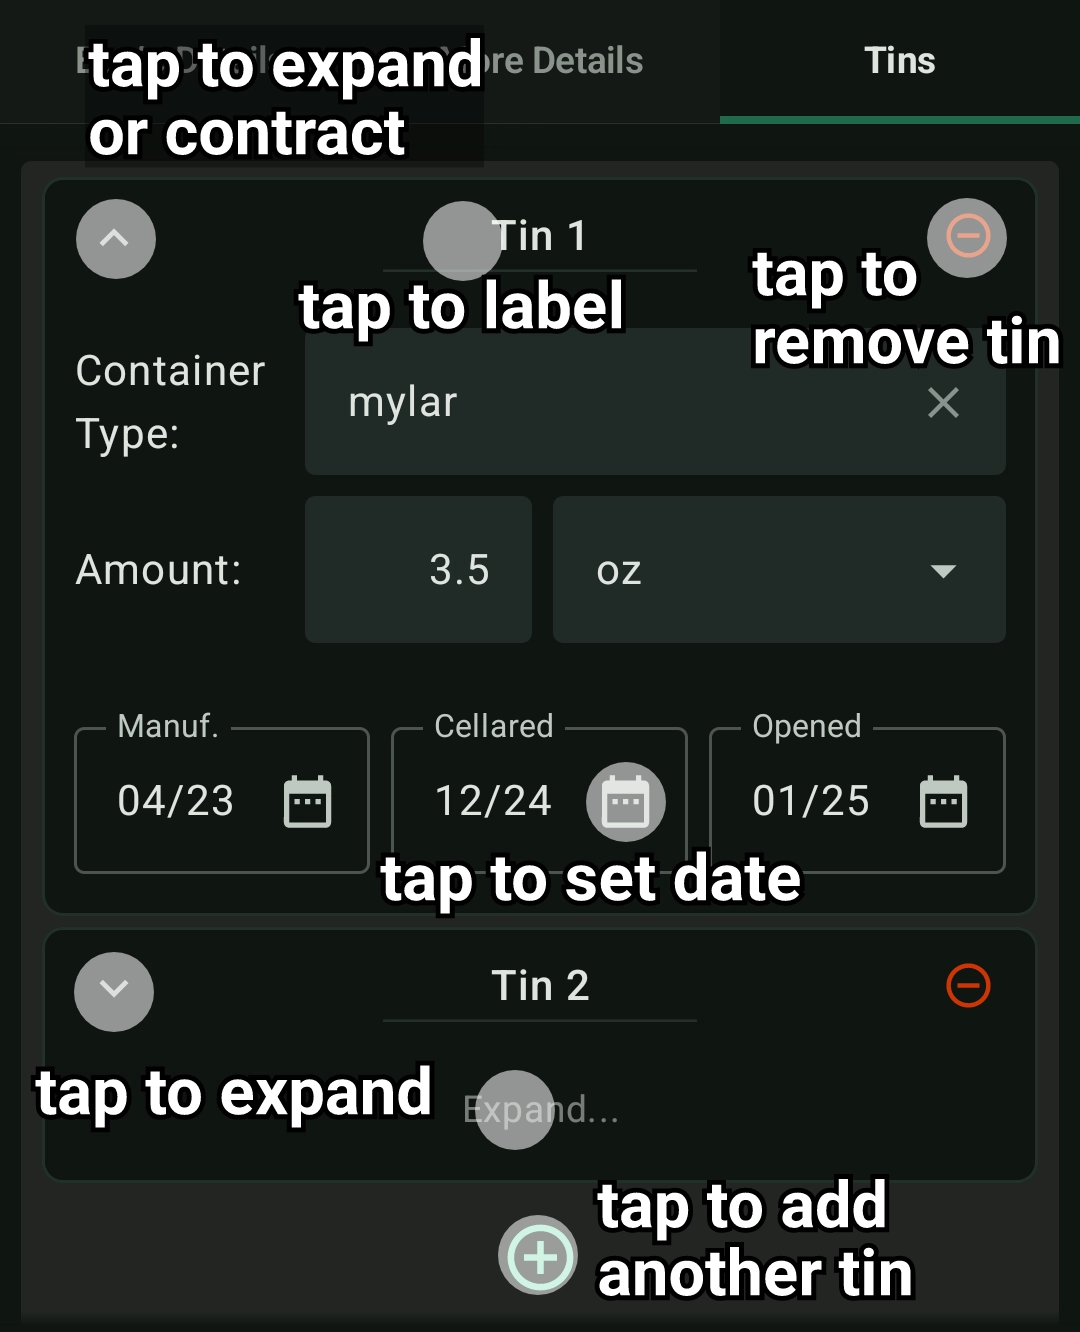 Details
More Details
Tins
tap to expand
or contract
Tin 1
tap to label
tap to
remove tin
Container
Type:
mylar
Amount:
3.5
oz
Manuf.
Cellared
Opened
04/23
12/24
01/25
tap to set date
Tin 2
tap to expand
Expand...
tap to add
another tin